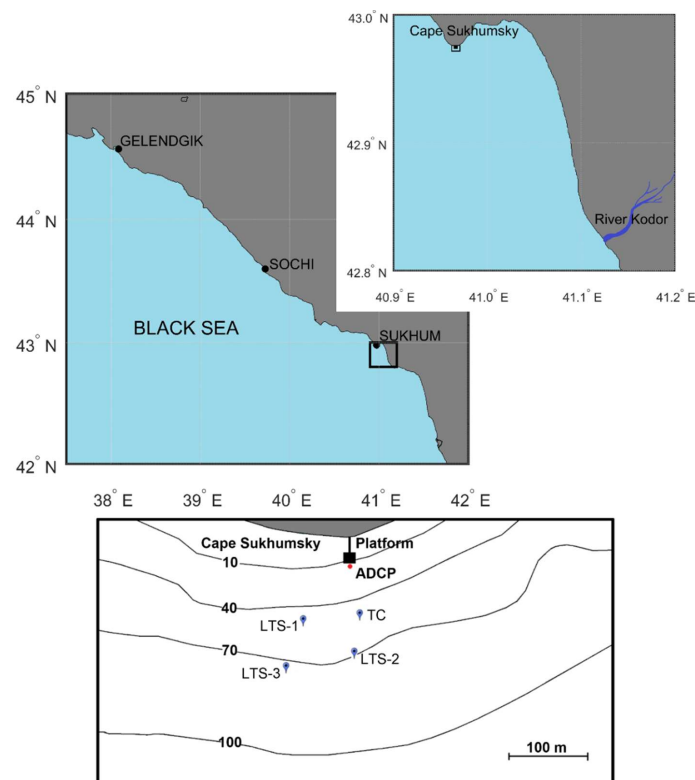 43.0° N
Cape Sukhumsky
42.9° N
River Kodor
42.8° N
40.9° E
41.0° E
41.1° E
41.2° E
45° N
GELENDGIK
44° N
SOCHI
BLACK SEA
SUKHUM
43° N
42° N
38° E
39° E
40° E
41° E
42° E
Cape Sukhumsky
Platform
10
ADCP
40
LTS-1
TC
70
LTS-2
LTS-3
100
100 m